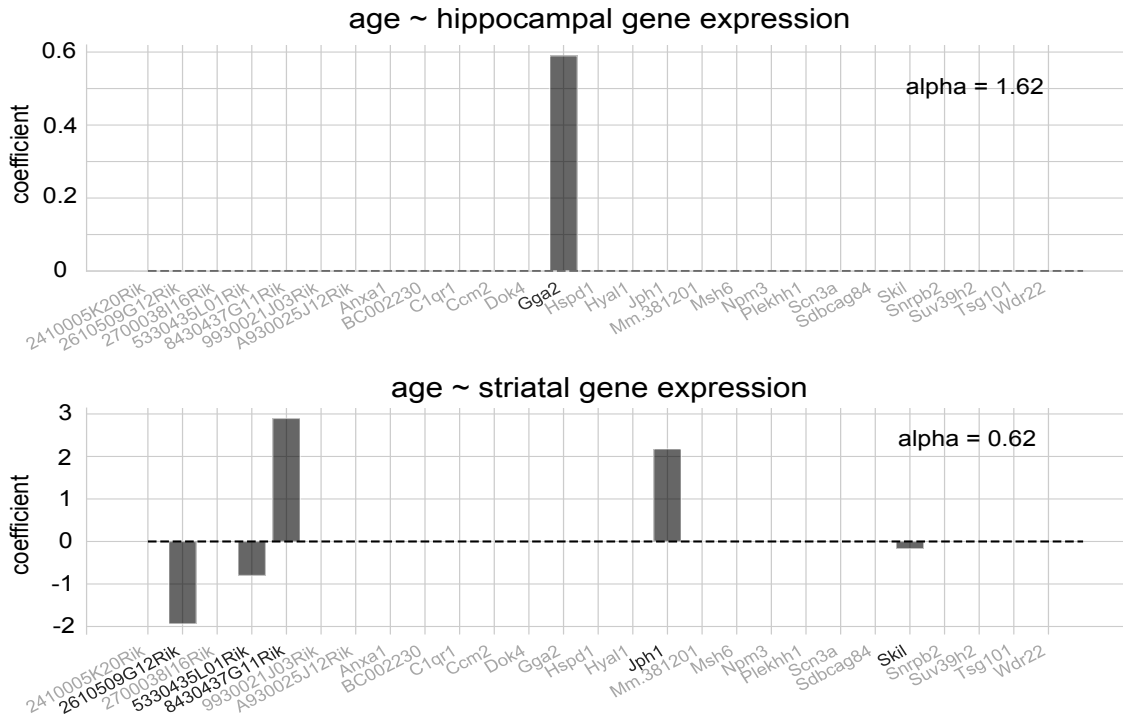 age ~ hippocampal gene expression
0.6
0.4
0.2
0
coefficient
alpha = 1.62
2410005K20Rik
2610509G12Rik
2700038J16Rik
5330435L01Rik
8430437G11Rik
9930021J03Rik
A930025J12Rik
Anxa1
BC002230
C1qr1
Ccm2
Dok4
Gga2
Hspd1
Hyal1
Jph1
Mm.381201
Msh6
Npm3
Plekhh1
Scn3a
Sdbcag84
Skil
Snrpb2
Suv39h2
Tsg101
Wdr22
age ~ striatal gene expression
3
2
1
0
-1
-2
coefficient
alpha = 0.62
2410005K20Rik
2610509G12Rik
2700038J16Rik
5330435L01Rik
8430437G11Rik
9930021J03Rik
A930025J12Rik
Anxa1
BC002230
C1qr1
Ccm2
Dok4
Gga2
Hspd1
Hyal1
Jph1
Mm.381201
Msh6
Npm3
Plekhh1
Scn3a
Sdbcag84
Skil
Snrpb2
Suv39h2
Tsg101
Wdr22